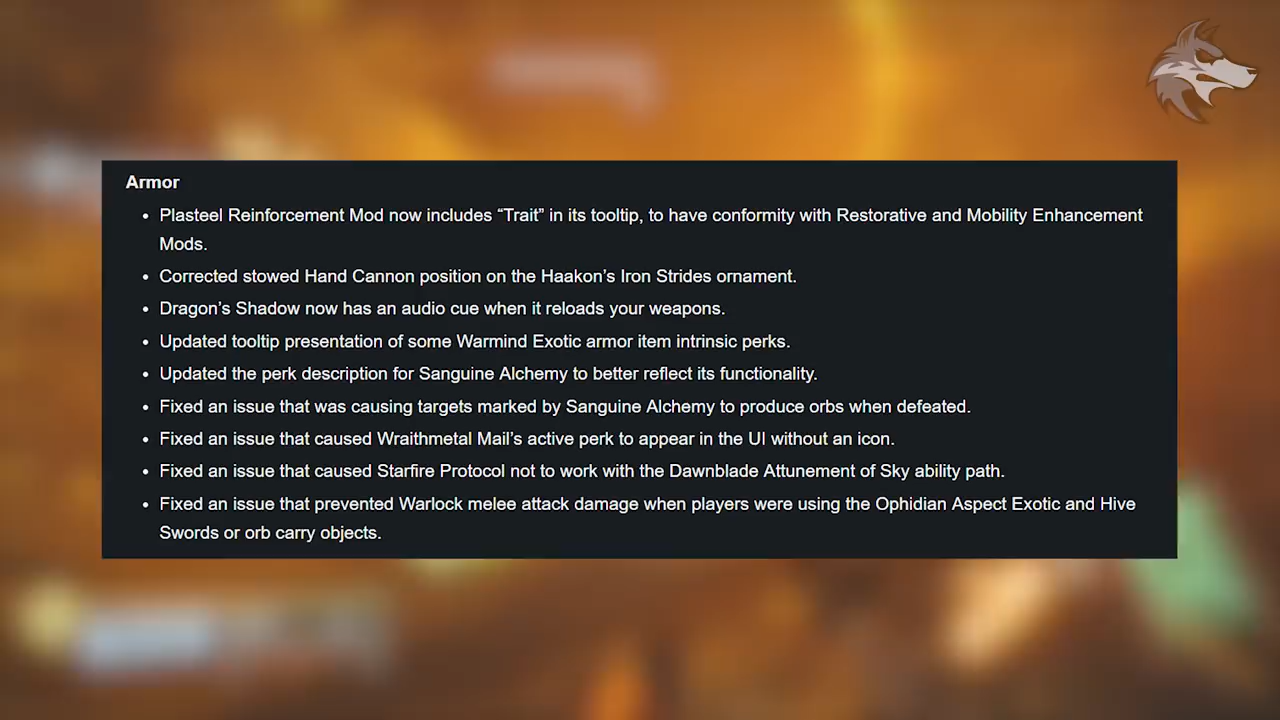 Armor
• Plasteel Reinforcement Mod now includes “Trait” in its tooltip, to have conformity with Restorative and Mobility Enhancement
Mods.
• Corrected stowed Hand Cannon position on the Haakon’s Iron Strides ornament.
• Dragon’s Shadow now has an audio cue when it reloads your weapons.
• Updated tooltip presentation of some Warmind Exotic armor item intrinsic perks.
• Updated the perk description for Sanguine Alchemy to better reflect its functionality.
• Fixed an issue that was causing targets marked by Sanguine Alchemy to produce orbs when defeated.
• Fixed an issue that caused Wraithmetal Mail’s active perk to appear in the UI without an icon.
• Fixed an issue that caused Starfire Protocol not to work with the Dawnblade Attunement of Sky ability path.
• Fixed an issue that prevented Warlock melee attack damage when players were using the Ophidian Aspect Exotic and Hive
Swords or orb carry objects.